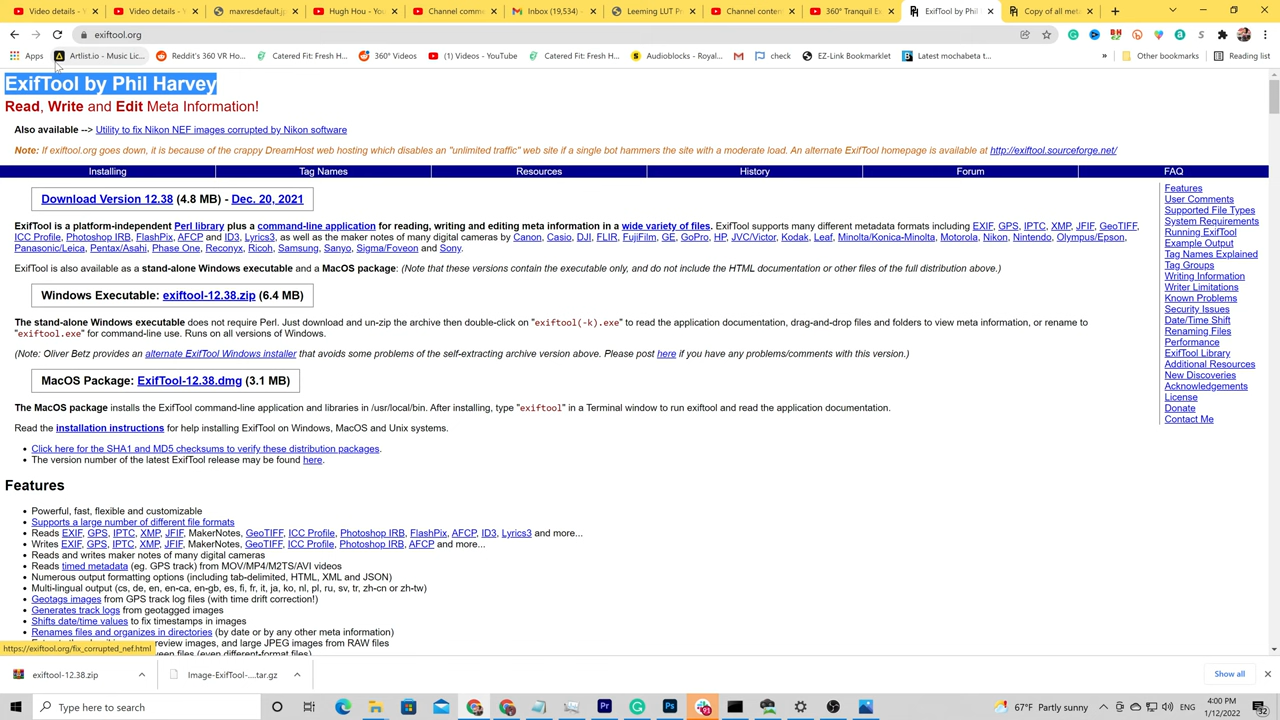 Video details - Y
Video details - Y
maxresdefault.jp
Hugh Hou - You
Channel comme
Inbox (19,534) -
Leeming LUT Pr
Channel content
360° Tranquil Ex
ExifTool by Phil
Copy of all meta
exiftool.org
Apps
Artlist.io - Music Lic...
Reddit's 360 VR Ho...
Catered Fit: Fresh H...
360° Videos
(1) Videos - YouTube
Catered Fit: Fresh H...
Audioblocks - Royal...
check
EZ-Link Bookmarklet
Latest mochabeta t...
»
Other bookmarks
Reading list
ExifTool by Phil Harvey
Read, Write and Edit Meta Information!
Also available --> Utility to fix Nikon NEF images corrupted by Nikon software
Note: If exiftool.org goes down, it is because of the crappy DreamHost web hosting which disables an "unlimited traffic" web site if a single bot hammers the site with a moderate load. An alternate ExifTool homepage is available at http://exiftool.sourceforge.net/
Installing Tag Names Resources History Forum FAQ
Download Version 12.38 (4.8 MB) - Dec. 20, 2021
ExifTool is a platform-independent Perl library plus a command-line application for reading, writing and editing meta information in a wide variety of files. ExifTool supports many different metadata formats including EXIF, GPS, IPTC, XMP, JFIF, GeoTIFF,
ICC Profile, Photoshop IRB, FlashPix, AFCP and ID3, Lyrics3, as well as the maker notes of many digital cameras by Canon, Casio, DJI, FLIR, FujiFilm, GE, GoPro, HP, JVC/Victor, Kodak, Leaf, Minolta/Konica-Minolta, Motorola, Nikon, Nintendo, Olympus/Epson,
Panasonic/Leica, Pentax/Asahi, Phase One, Reconyx, Ricoh, Samsung, Sanyo, Sigma/Foveon and Sony.
ExifTool is also available as a stand-alone Windows executable and a MacOS package: (Note that these versions contain the executable only, and do not include the HTML documentation or other files of the full distribution above.)
Windows Executable: exiftool-12.38.zip (6.4 MB)
The stand-alone Windows executable does not require Perl. Just download and un-zip the archive then double-click on "exiftool(-k).exe" to read the application documentation, drag-and-drop files and folders to view meta information, or rename to
"exiftool.exe" for command-line use. Runs on all versions of Windows.
(Note: Oliver Betz provides an alternate ExifTool Windows installer that avoids some problems of the self-extracting archive version above. Please post here if you have any problems/comments with this version.)
MacOS Package: ExifTool-12.38.dmg (3.1 MB)
The MacOS package installs the ExifTool command-line application and libraries in /usr/local/bin. After installing, type "exiftool" in a Terminal window to run exiftool and read the application documentation.
Read the installation instructions for help installing ExifTool on Windows, MacOS and Unix systems.
• Click here for the SHA1 and MD5 checksums to verify these distribution packages.
• The version number of the latest ExifTool release may be found here.
Features
• Powerful, fast, flexible and customizable
• Supports a large number of different file formats
• Reads EXIF, GPS, IPTC, XMP, JFIF, MakerNotes, GeoTIFF, ICC Profile, Photoshop IRB, FlashPix, AFCP, ID3, Lyrics3 and more...
• Writes EXIF, GPS, IPTC, XMP, JFIF, MakerNotes, GeoTIFF, ICC Profile, Photoshop IRB, AFCP and more...
• Reads and writes maker notes of many digital cameras
• Reads timed metadata (eg. GPS track) from MOV/MP4/M2TS/AVI videos
• Numerous output formatting options (including tab-delimited, HTML, XML and JSON)
• Multi-lingual output (cs, de, en, en-ca, en-gb, es, fi, fr, it, ja, ko, nl, pl, ru, sv, tr, zh-cn or zh-tw)
• Geotags images from GPS track log files (with time drift correction!)
• Generates track logs from geotagged images
• Shifts date/time values to fix timestamps in images
• Renames files and organizes in directories (by date or by any other meta information)
review images, and large JPEG images from RAW files
een files (even different-format files)
Features
User Comments
Supported File Types
System Requirements
Running ExifTool
Example Output
Tag Names Explained
Tag Groups
Writing Information
Writer Limitations
Known Problems
Security Issues
Date/Time Shift
Renaming Files
Performance
ExifTool Library
Additional Resources
New Discoveries
Acknowledgements
License
Donate
Contact Me
https://exiftool.org/fix_corrupted_nef.html
exiftool-12.38.zip
Image-ExifTool-....tar.gz
Show all
Type here to search
67°F Partly sunny
ENG
4:00 PM
1/12/2022